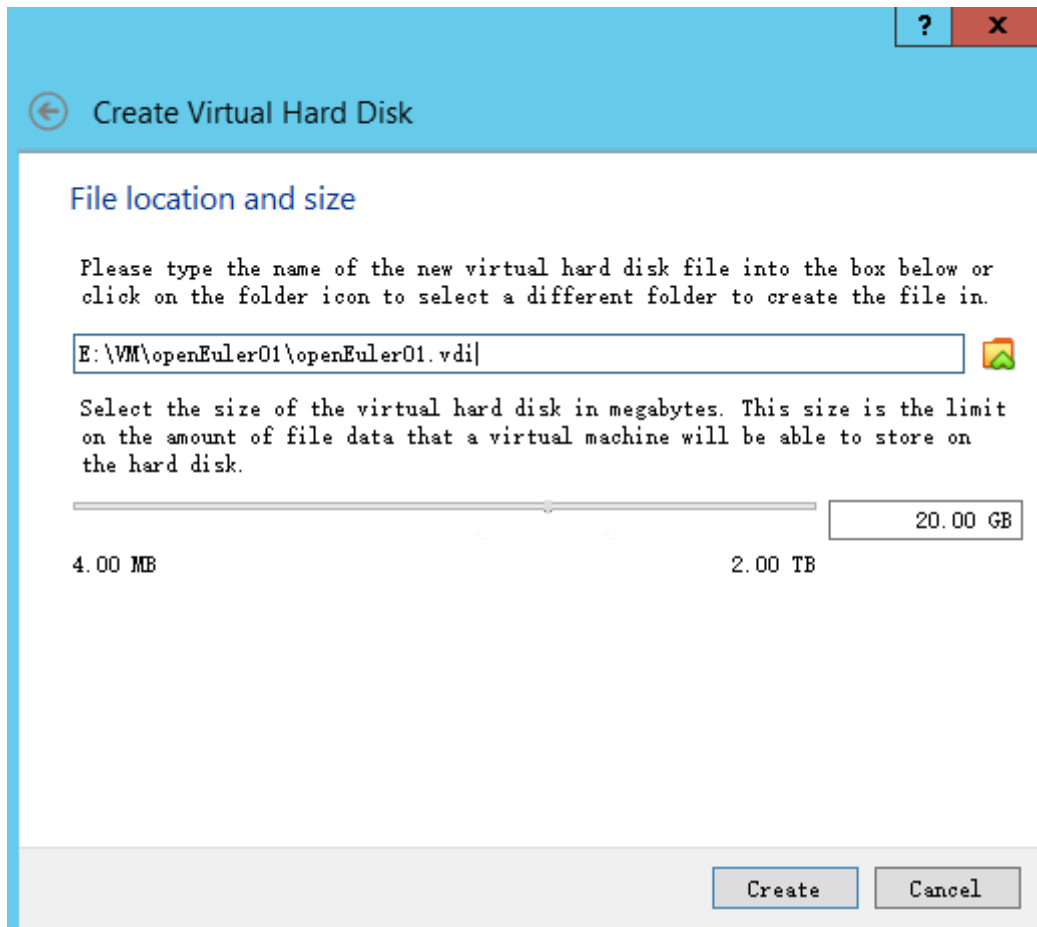 ? x
Create Virtual Hard Disk
File location and size
Please type the name of the new virtual hard disk file into the box below or
click on the folder icon to select a different folder to create the file in.
E:\VM\openEuler01\openEuler01.vdi
Select the size of the virtual hard disk in megabytes. This size is the limit
on the amount of file data that a virtual machine will be able to store on
the hard disk.
20.00 GB
4.00 MB 2.00 TB
Create Cancel